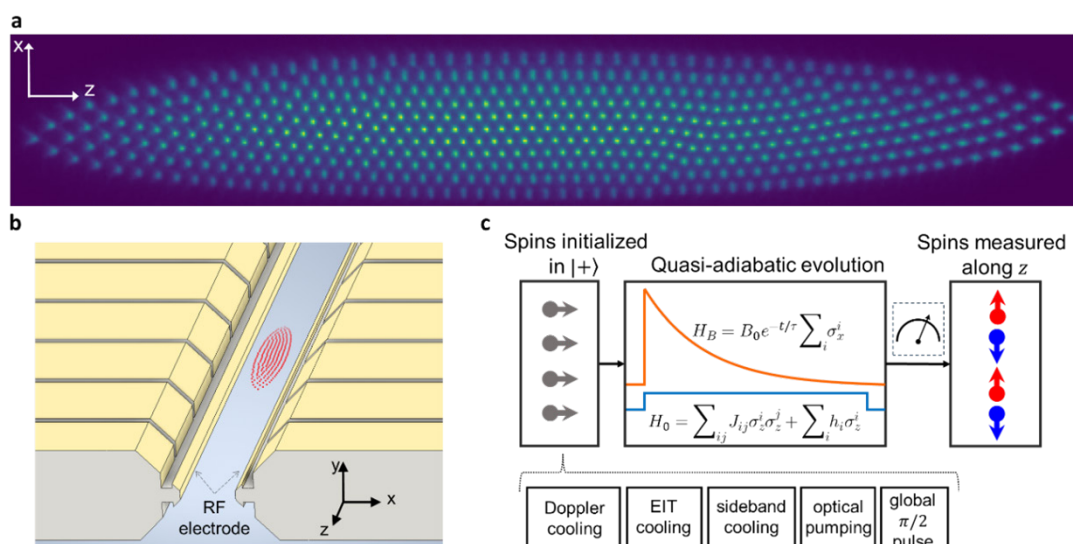 a
x
z
b
y
x
z
RF
electrode
c
Spins initialized
in |+⟩
Quasi-adiabatic evolution
Spins measured
along z
H_B = B_0 e^{-t/τ} ∑_i σ_x^i
H_0 = ∑_{ij} J_{ij} σ_z^i σ_z^j + ∑_i h_i σ_z^i
Doppler
cooling
EIT
cooling
sideband
cooling
optical
pumping
global
π/2
pulse